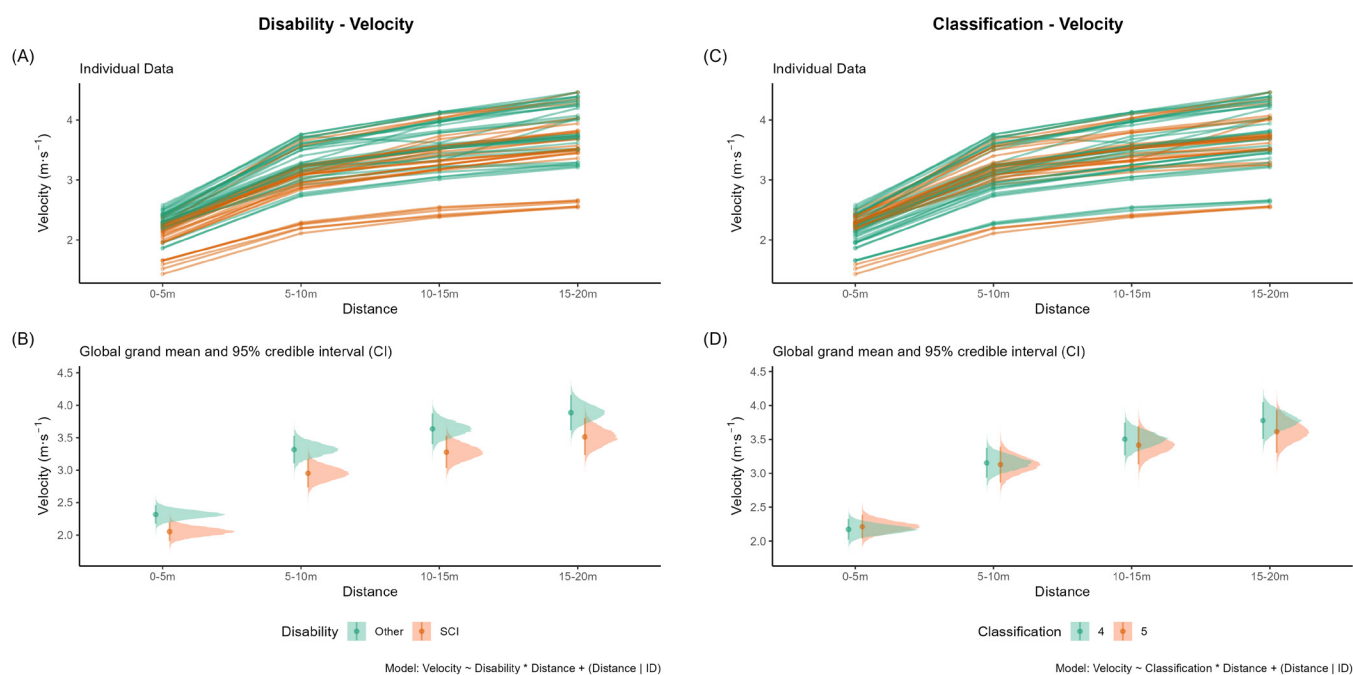 Disability - Velocity
(A)
Individual Data
Velocity (m·s⁻¹)
4
3
2
0-5m 5-10m 10-15m 15-20m
Distance
(B)
Global grand mean and 95% credible interval (CI)
Velocity (m·s⁻¹)
4.5
4.0
3.5
3.0
2.5
2.0
0-5m 5-10m 10-15m 15-20m
Distance
Disability Other SCI
Model: Velocity ~ Disability * Distance + (Distance | ID)
Classification - Velocity
(C)
Individual Data
Velocity (m·s⁻¹)
4
3
2
0-5m 5-10m 10-15m 15-20m
Distance
(D)
Global grand mean and 95% credible interval (CI)
Velocity (m·s⁻¹)
4.5
4.0
3.5
3.0
2.5
2.0
0-5m 5-10m 10-15m 15-20m
Distance
Classification 4 5
Model: Velocity ~ Classification * Distance + (Distance | ID)